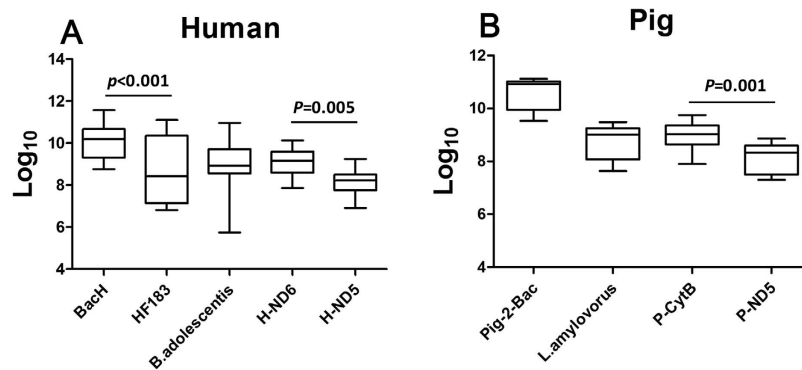 A
Human
Log10
14
12
10
8
6
4
p<0.001
P=0.005
BacH
HF183
B.adolescentis
H-ND6
H-ND5
B
Pig
Log10
12
10
8
6
4
P=0.001
Pig-2-Bac
L.amylovorus
P-CytB
P-ND5